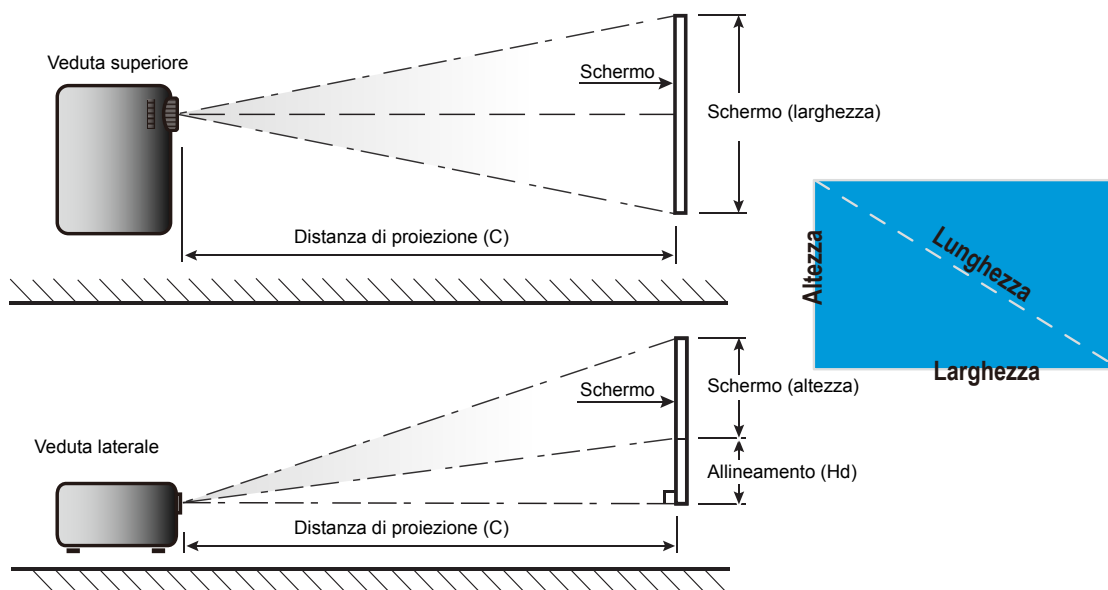 Veduta superiore
Schermo
Schermo (larghezza)
Distanza di proiezione (C)
Altezza
Lunghezza
Larghezza
Veduta laterale
Schermo
Schermo (altezza)
Allineamento (Hd)
Distanza di proiezione (C)